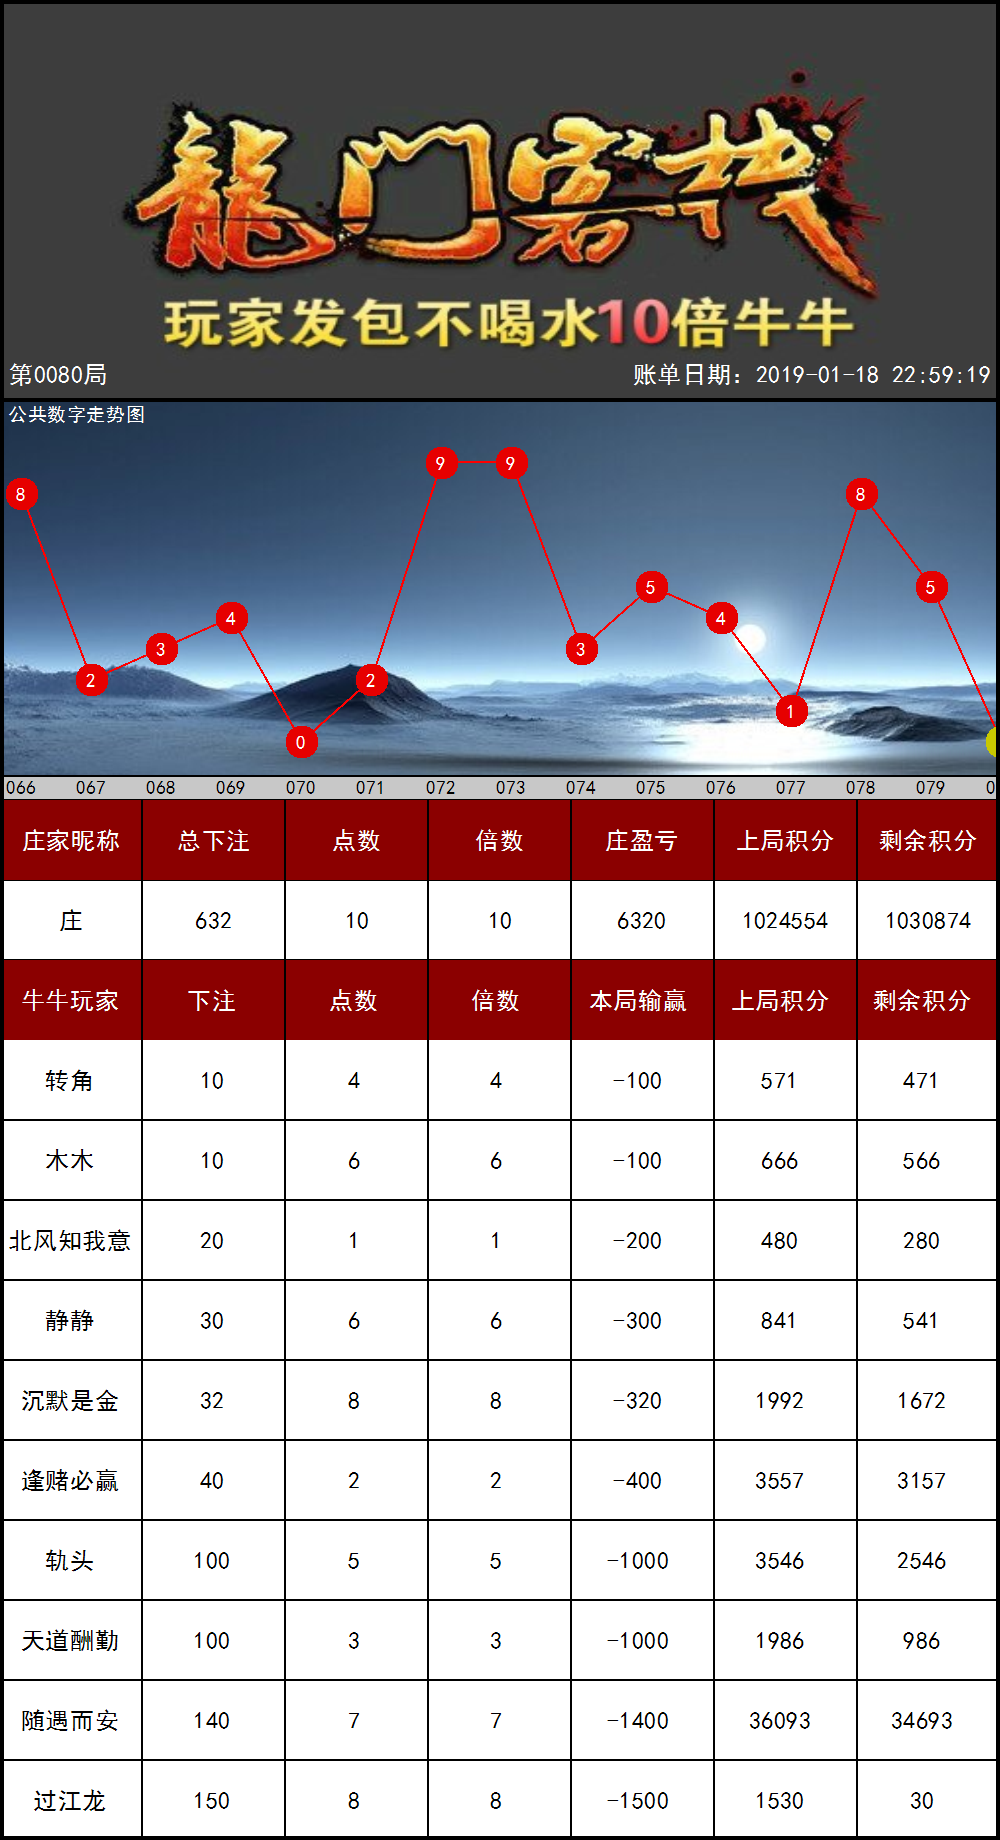 龍门客栈
玩家发包不喝水10倍牛牛
第0080局 账单日期：2019-01-18 22:59:19
公共数字走势图
8 2 3 4 0 2 9 9 3 5 4 1 8 5
066 067 068 069 070 071 072 073 074 075 076 077 078 079 0
庄家昵称 总下注 点数 倍数 庄盈亏 上局积分 剩余积分
庄 632 10 10 6320 1024554 1030874
牛牛玩家 下注 点数 倍数 本局输赢 上局积分 剩余积分
转角 10 4 4 -100 571 471
木木 10 6 6 -100 666 566
北风知我意 20 1 1 -200 480 280
静静 30 6 6 -300 841 541
沉默是金 32 8 8 -320 1992 1672
逢赌必赢 40 2 2 -400 3557 3157
轨头 100 5 5 -1000 3546 2546
天道酬勤 100 3 3 -1000 1986 986
随遇而安 140 7 7 -1400 36093 34693
过江龙 150 8 8 -1500 1530 30